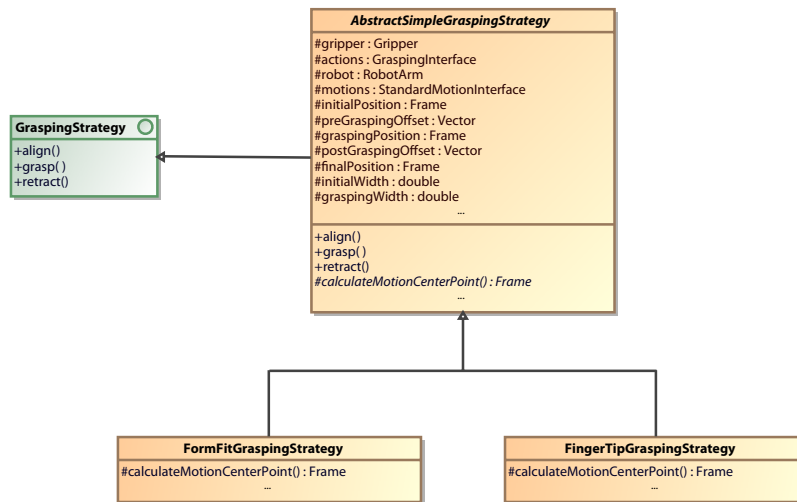 AbstractSimpleGraspingStrategy
#gripper : Gripper
#actions : GraspingInterface
#robot : RobotArm
#motions : StandardMotionInterface
#initialPosition : Frame
#preGraspingOffset : Vector
#graspingPosition : Frame
#postGraspingOffset : Vector
#finalPosition : Frame
#initialWidth : double
#graspingWidth : double
...
+align()
+grasp( )
+retract()
#calculateMotionCenterPoint() : Frame
...
GraspingStrategy
+align()
+grasp( )
+retract()
FormFitGraspingStrategy
#calculateMotionCenterPoint() : Frame
...
FingerTipGraspingStrategy
#calculateMotionCenterPoint() : Frame
...